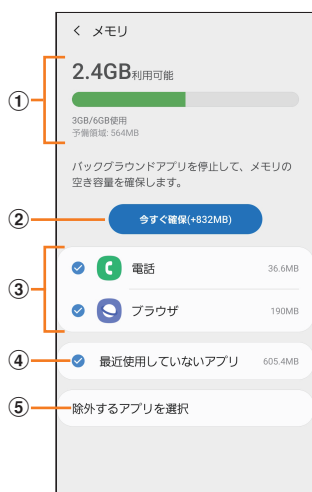 < メモリ
2.4GB利用可能
①
3GB/6GB使用
予備領域: 564MB
バックグラウンドアプリを停止して、メモリの
空き容量を確保します。
② 今すぐ確保(+832MB)
③
電話 36.6MB
ブラウザ 190MB
④ 最近使用していないアプリ 605.4MB
⑤ 除外するアプリを選択